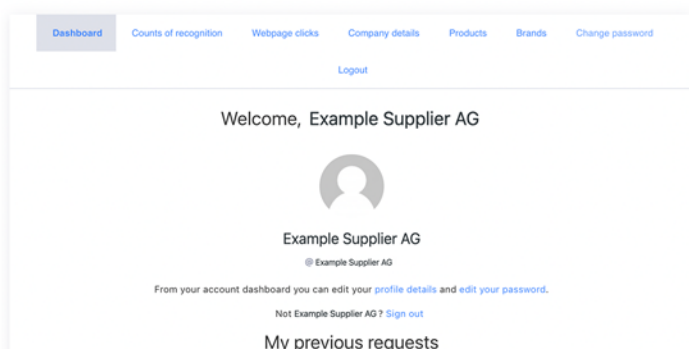 Dashboard Counts of recognition Webpage clicks Company details Products Brands Change password
Logout
Welcome, Example Supplier AG
Example Supplier AG
@ Example Supplier AG
From your account dashboard you can edit your profile details and edit your password.
Not Example Supplier AG ? Sign out
My previous requests